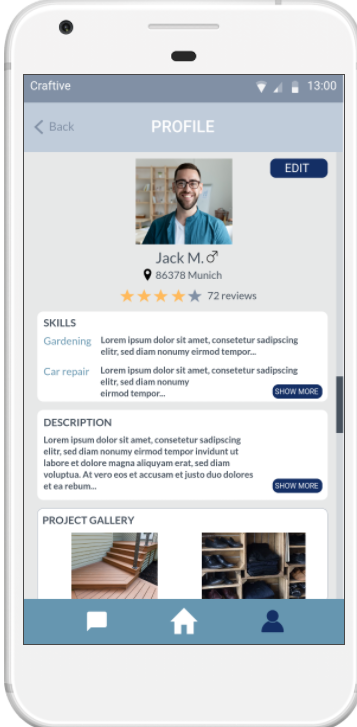 Craftive 13:00
Back PROFILE
EDIT
Jack M.♂
86378 Munich
72 reviews
SKILLS
Gardening Lorem ipsum dolor sit amet, consetetur sadipscing
elitr, sed diam nonumy eirmod tempor...
Car repair Lorem ipsum dolor sit amet, consetetur sadipscing
elitr, sed diam nonumy
eirmod tempor...
SHOW MORE
DESCRIPTION
Lorem ipsum dolor sit amet, consetetur sadipscing
elitr, sed diam nonumy eirmod tempor invidunt ut
labore et dolore magna aliquyam erat, sed diam
voluptua. At vero eos et accusam et justo duo dolores
et ea rebum...
SHOW MORE
PROJECT GALLERY